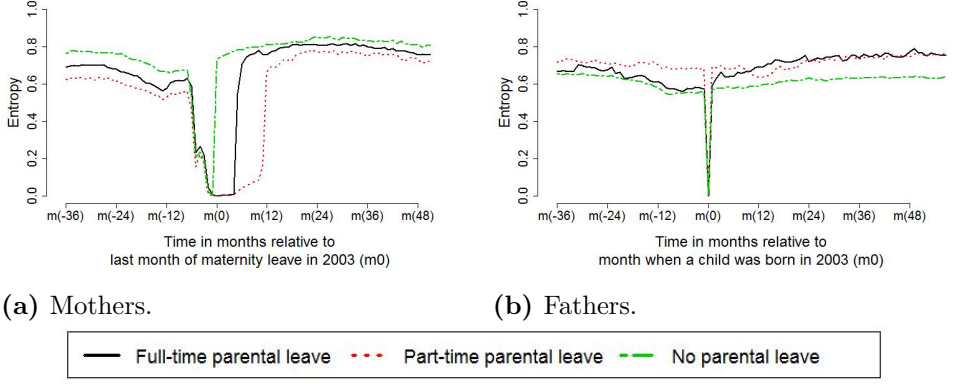 Entropy
0.0 0.2 0.4 0.6 0.8 1.0
m(-36) m(-24) m(-12) m(0) m(12) m(24) m(36) m(48)
Time in months relative to
last month of maternity leave in 2003 (m0)
(a) Mothers.
Entropy
0.0 0.2 0.4 0.6 0.8 1.0
m(-36) m(-24) m(-12) m(0) m(12) m(24) m(36) m(48)
Time in months relative to
month when a child was born in 2003 (m0)
(b) Fathers.
Full-time parental leave Part-time parental leave No parental leave